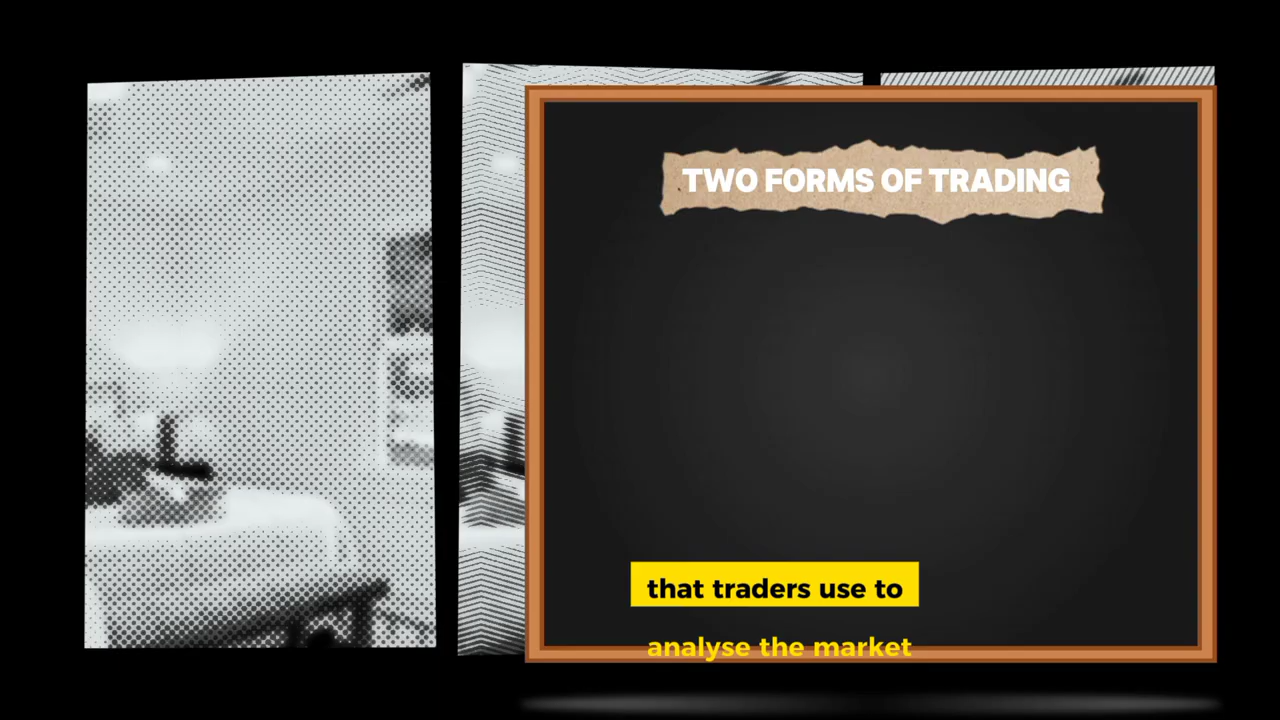 TWO FORMS OF TRADING
that traders use to
analyse the market